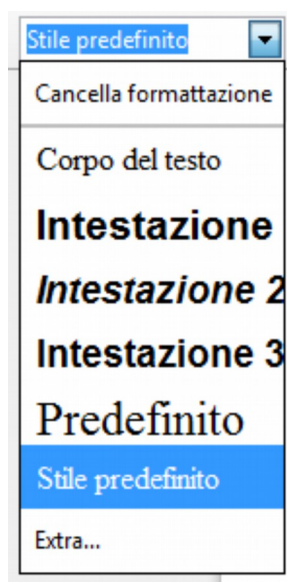 Stile predefinito
Cancella formattazione
Corpo del testo
Intestazione
Intestazione 2
Intestazione 3
Predefinito
Stile predefinito
Extra...